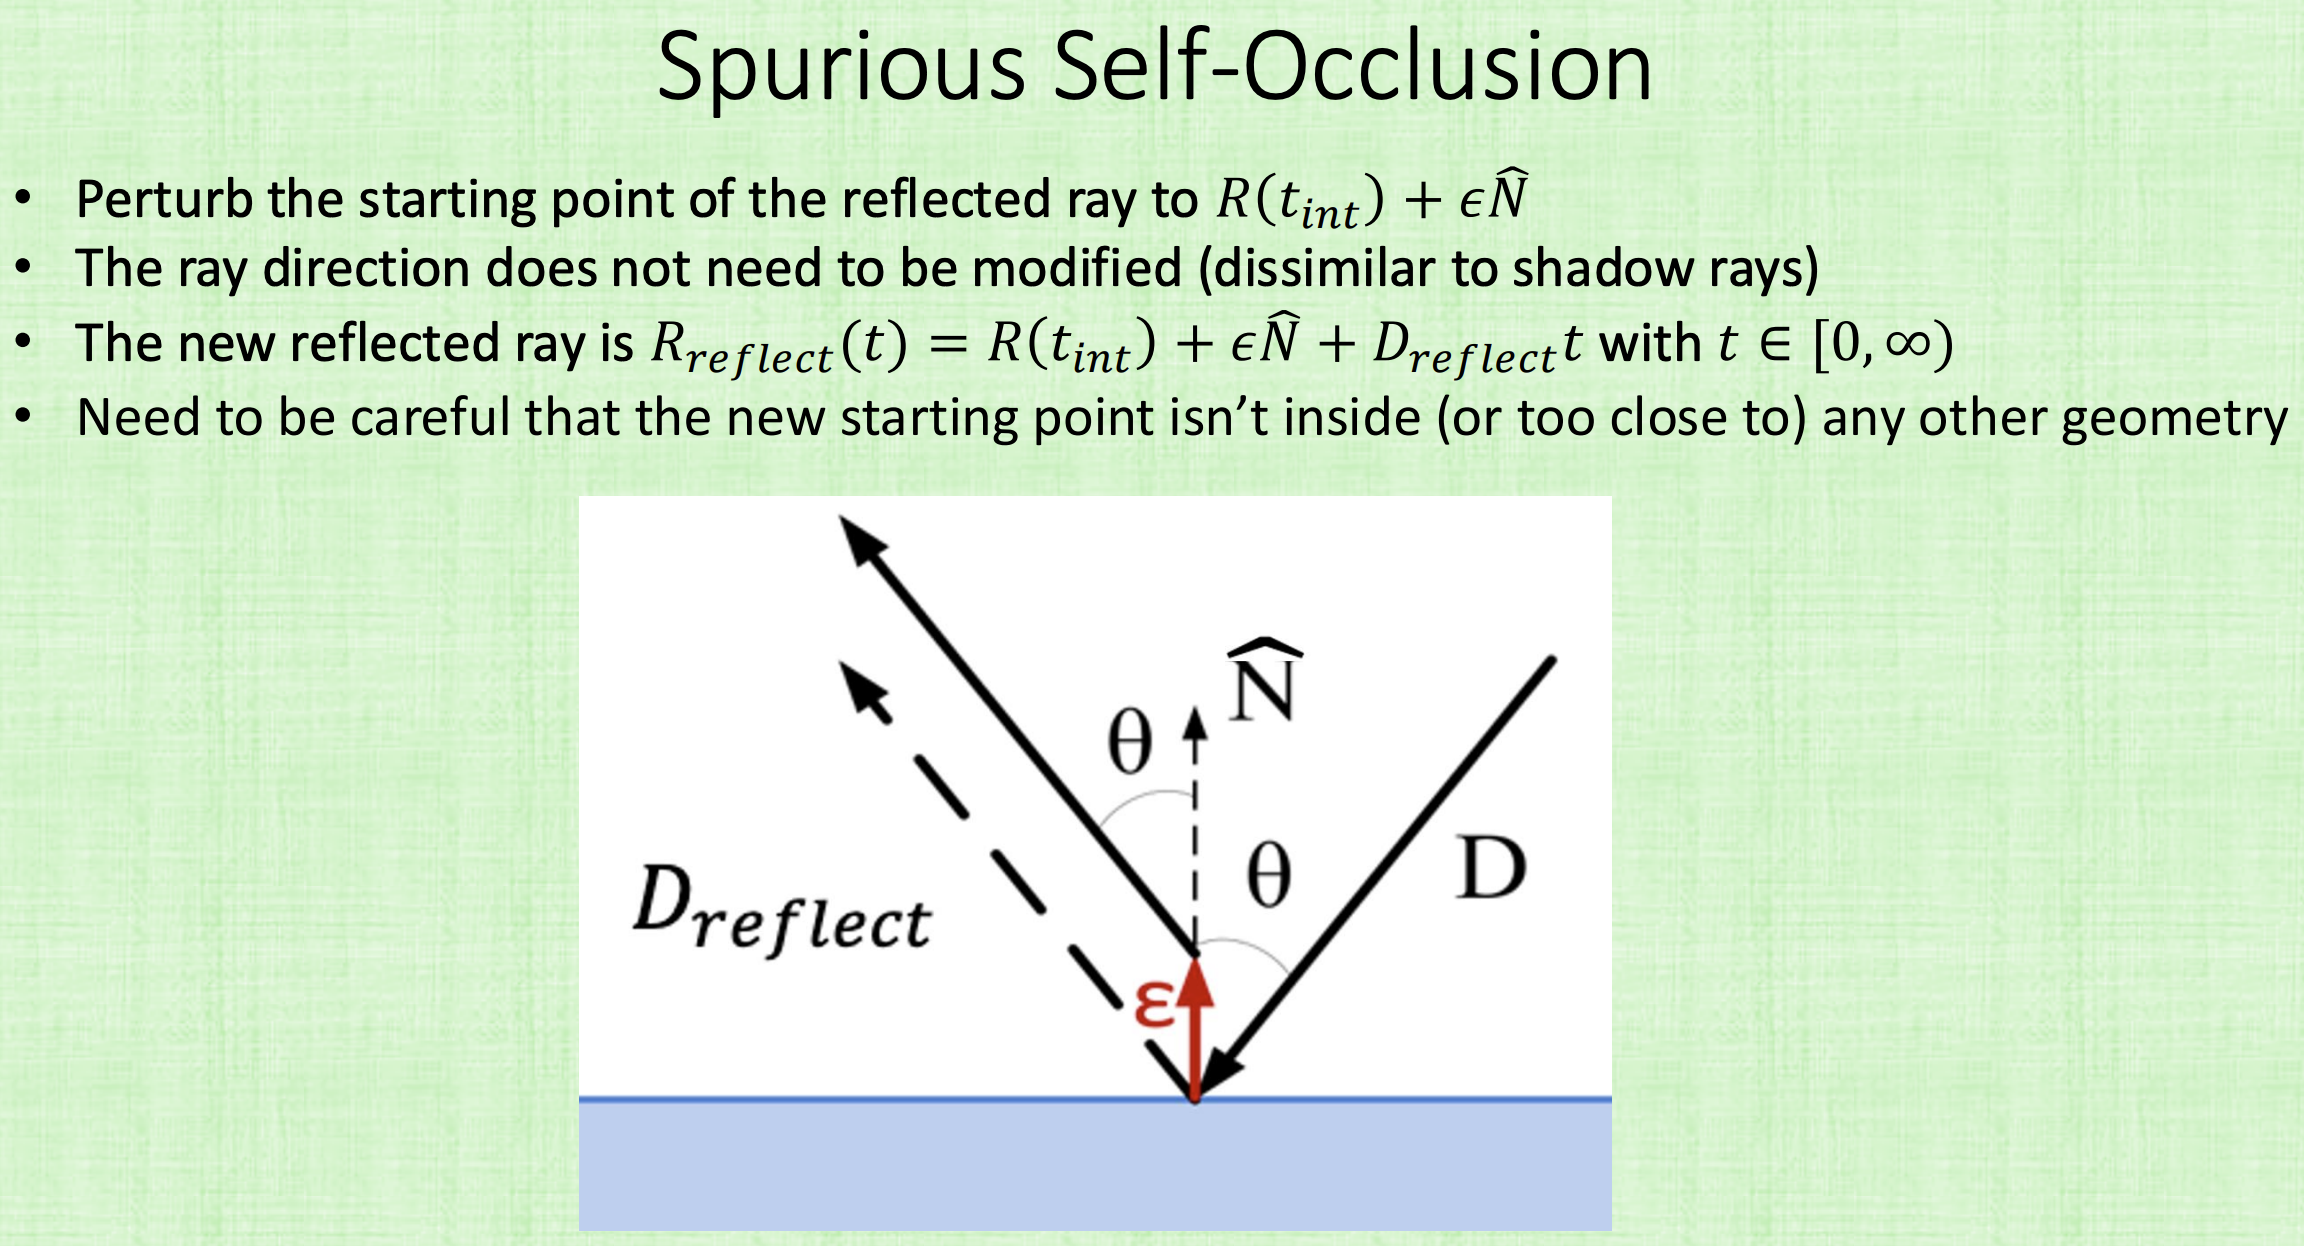 Spurious Self-Occlusion
• Perturb the starting point of the reflected ray to $R(t_{int}) + \epsilon\hat{N}$
• The ray direction does not need to be modified (dissimilar to shadow rays)
• The new reflected ray is $R_{reflect}(t) = R(t_{int}) + \epsilon\hat{N} + D_{reflect}t$ with $t \in [0, \infty)$
• Need to be careful that the new starting point isn’t inside (or too close to) any other geometry
$\hat{N}$
θ
θ
D
$D_{reflect}$
ε